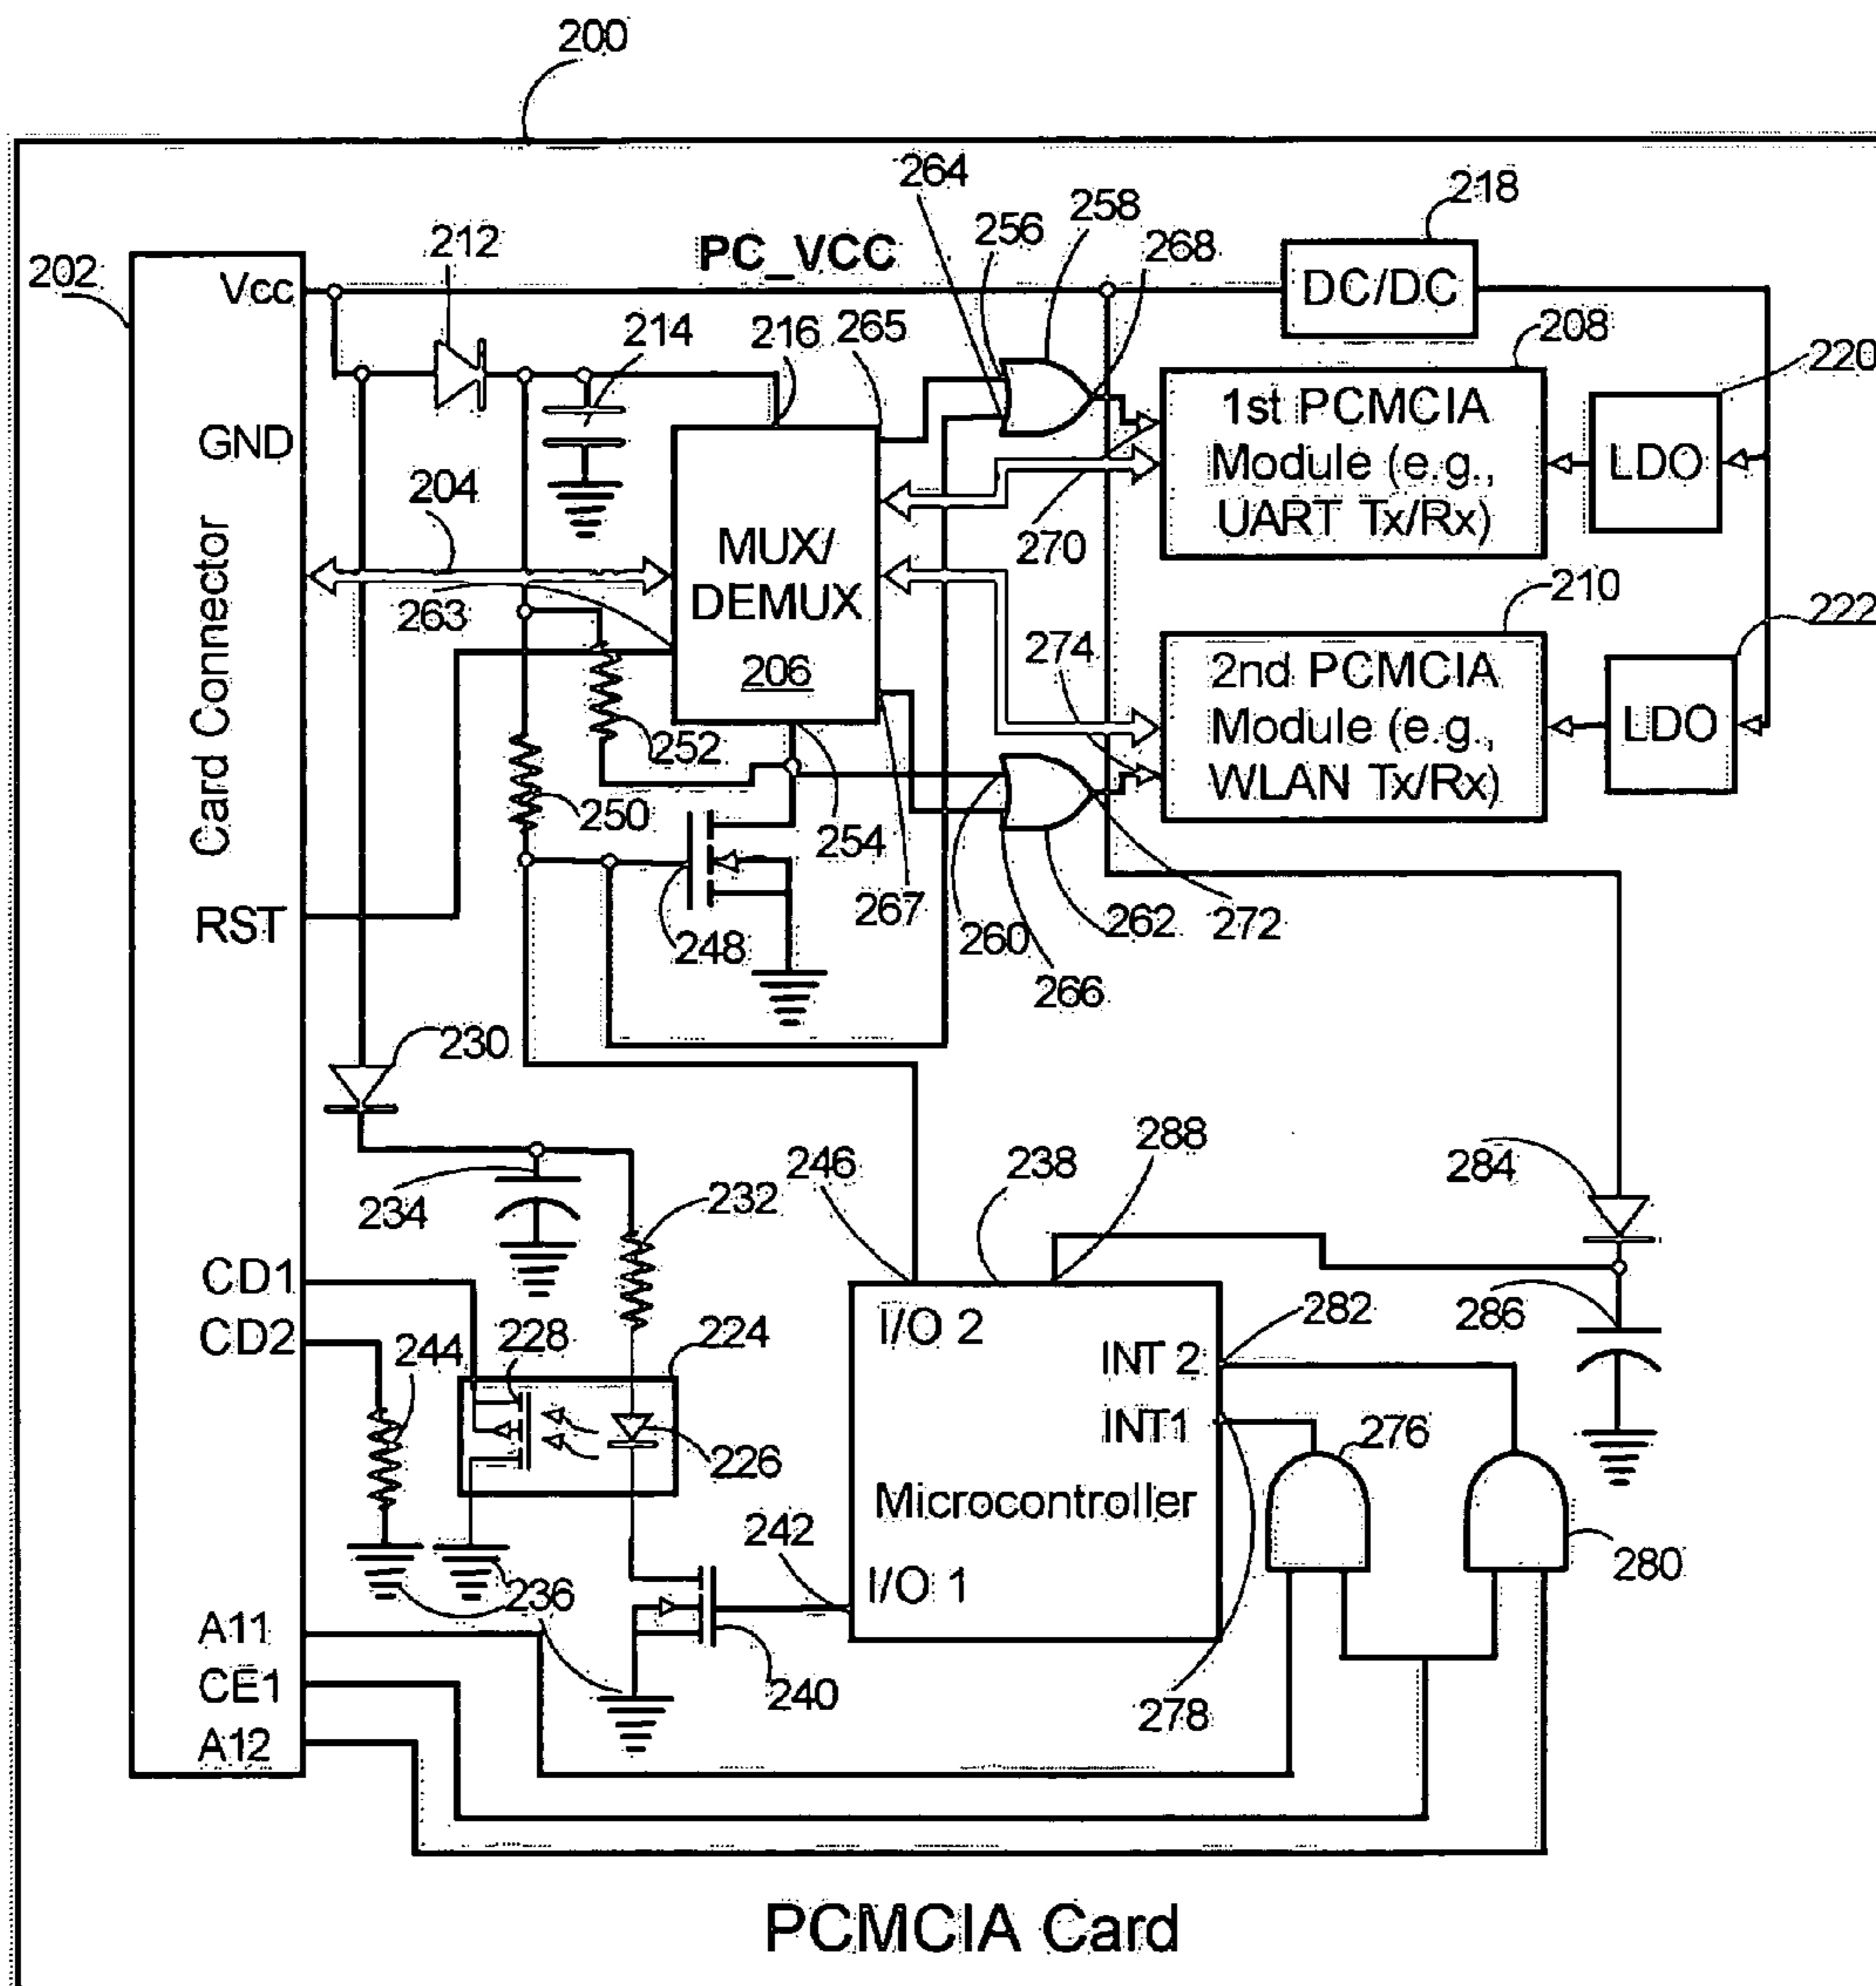 200
264
256
258
268
218
202
Vcc
212
PC_VCC
DC/DC
214
216
265
208
220
GND
204
1st PCMCIA
Module (e.g.,
UART Tx/Rx)
LDO
270
MUX/
DEMUX
206
263
210
222
274
2nd PCMCIA
Module (e.g.,
WLAN Tx/Rx)
LDO
Card Connector
252
250
254
267
260
262
272
248
266
RST
230
234
232
246
238
288
284
CD1
CD2
244
228
224
226
I/O 2
INT 2
INT1
282
286
276
Microcontroller
I/O 1
242
280
236
240
278
A11
CE1
A12
PCMCIA Card